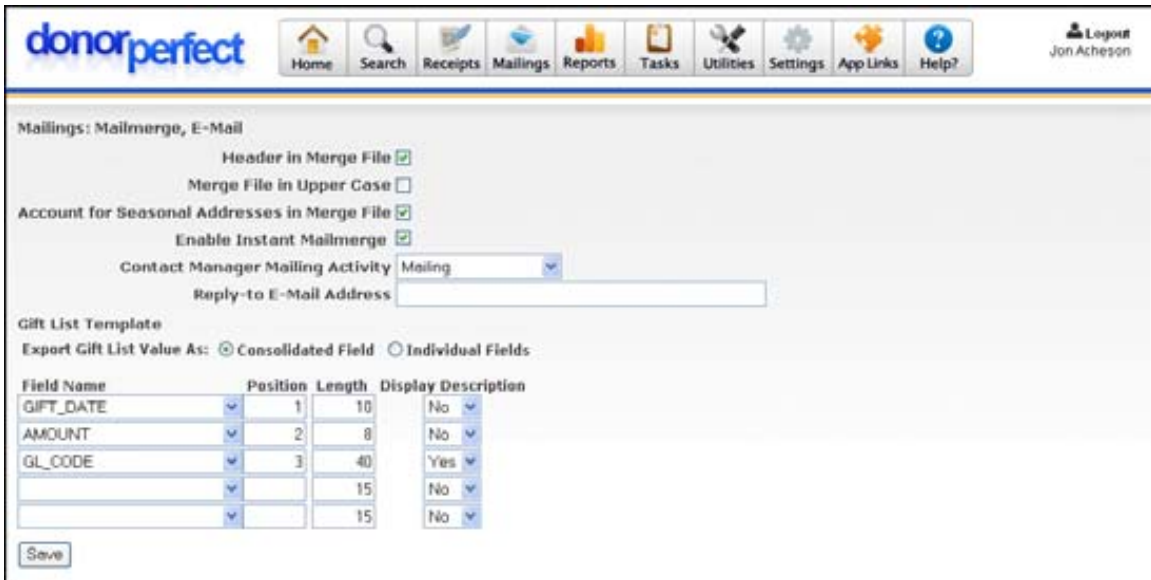 donorperfect
Home Search Receipts Mailings Reports Tasks Utilities Settings App Links Help?
Logout
Jon Acheson
Mailings: Mailmerge, E-Mail
Header in Merge File
Merge File in Upper Case
Account for Seasonal Addresses in Merge File
Enable Instant Mailmerge
Contact Manager Mailing Activity Mailing
Reply-to E-Mail Address
Gift List Template
Export Gift List Value As: Consolidated Field Individual Fields
Field Name Position Length Display Description
GIFT_DATE 1 10 No
AMOUNT 2 8 No
GL_CODE 3 40 Yes
15 No
15 No
Save